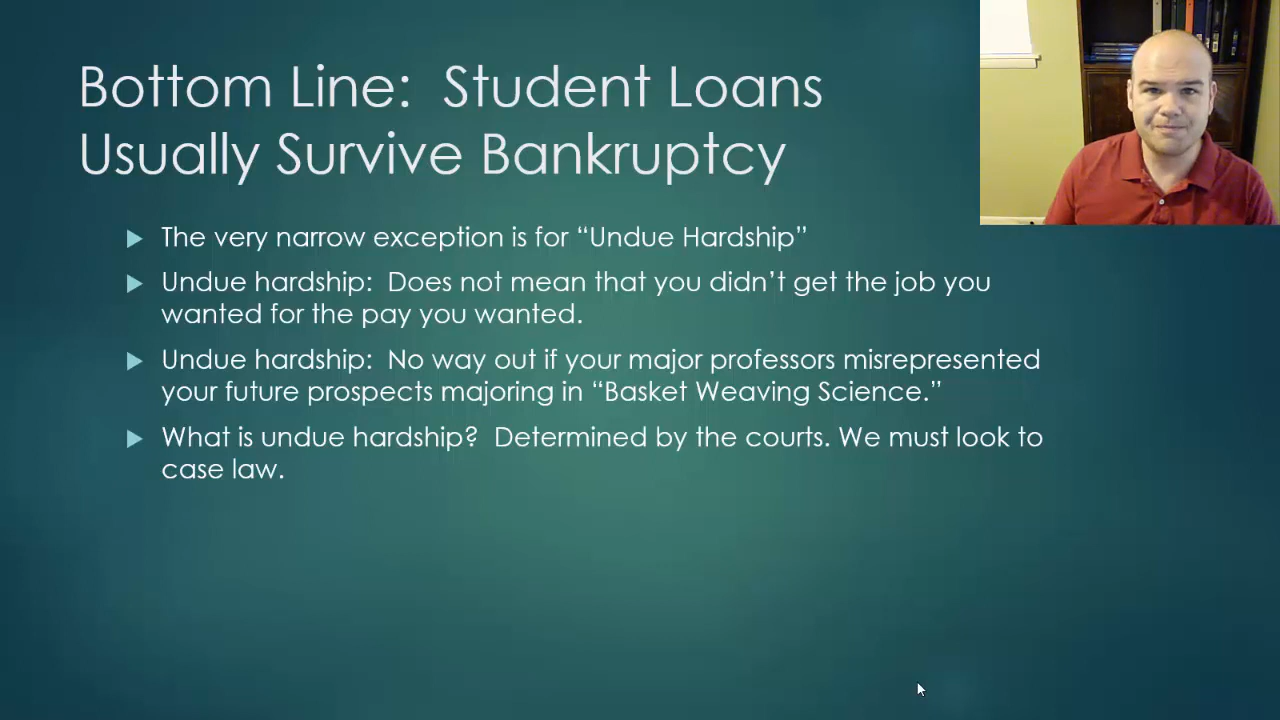 Bottom Line:  Student Loans
Usually Survive Bankruptcy
The very narrow exception is for “Undue Hardship”
Undue hardship:  Does not mean that you didn’t get the job you
wanted for the pay you wanted.
Undue hardship:  No way out if your major professors misrepresented
your future prospects majoring in “Basket Weaving Science.”
What is undue hardship?  Determined by the courts. We must look to
case law.